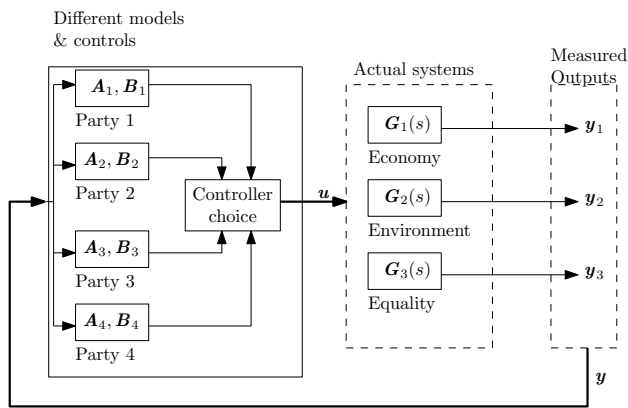 Different models
& controls
A₁, B₁
Party 1
A₂, B₂
Party 2
A₃, B₃
Party 3
A₄, B₄
Party 4
Controller
choice
u
Actual systems
G₁(s)
Economy
G₂(s)
Environment
G₃(s)
Equality
Measured
Outputs
y₁
y₂
y₃
y